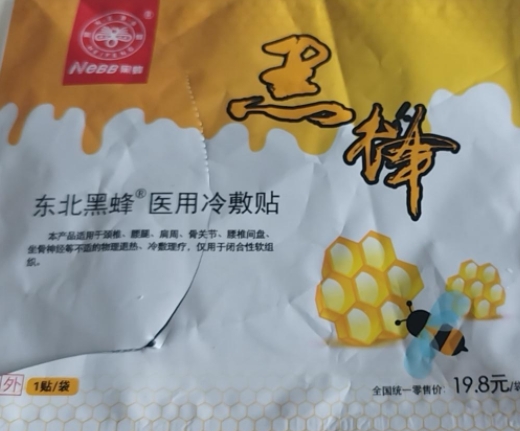 NeBB
黑蜂
东北黑蜂®医用冷敷贴
本产品适用于颈椎、腰腿、肩周、骨关节、腰椎间盘、
坐骨神经等不适的物理退热、冷敷理疗，仅用于闭合性软组
织。
外
1贴/袋
全国统一零售价：19.8元/袋